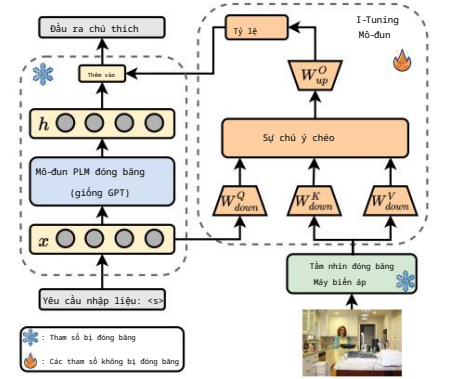 Đầu ra chú thích
Tỷ lệ
I-Tuning
Mô-đun
Thêm vào
W^O_up
h
Sự chú ý chéo
Mô-đun PLM đóng băng
(giống GPT)
W^Q_down
W^K_down
W^V_down
x
Tầm nhìn đóng băng
Máy biến áp
Yêu cầu nhập liệu: <s>
: Tham số bị đóng băng
: Các tham số không bị đóng băng